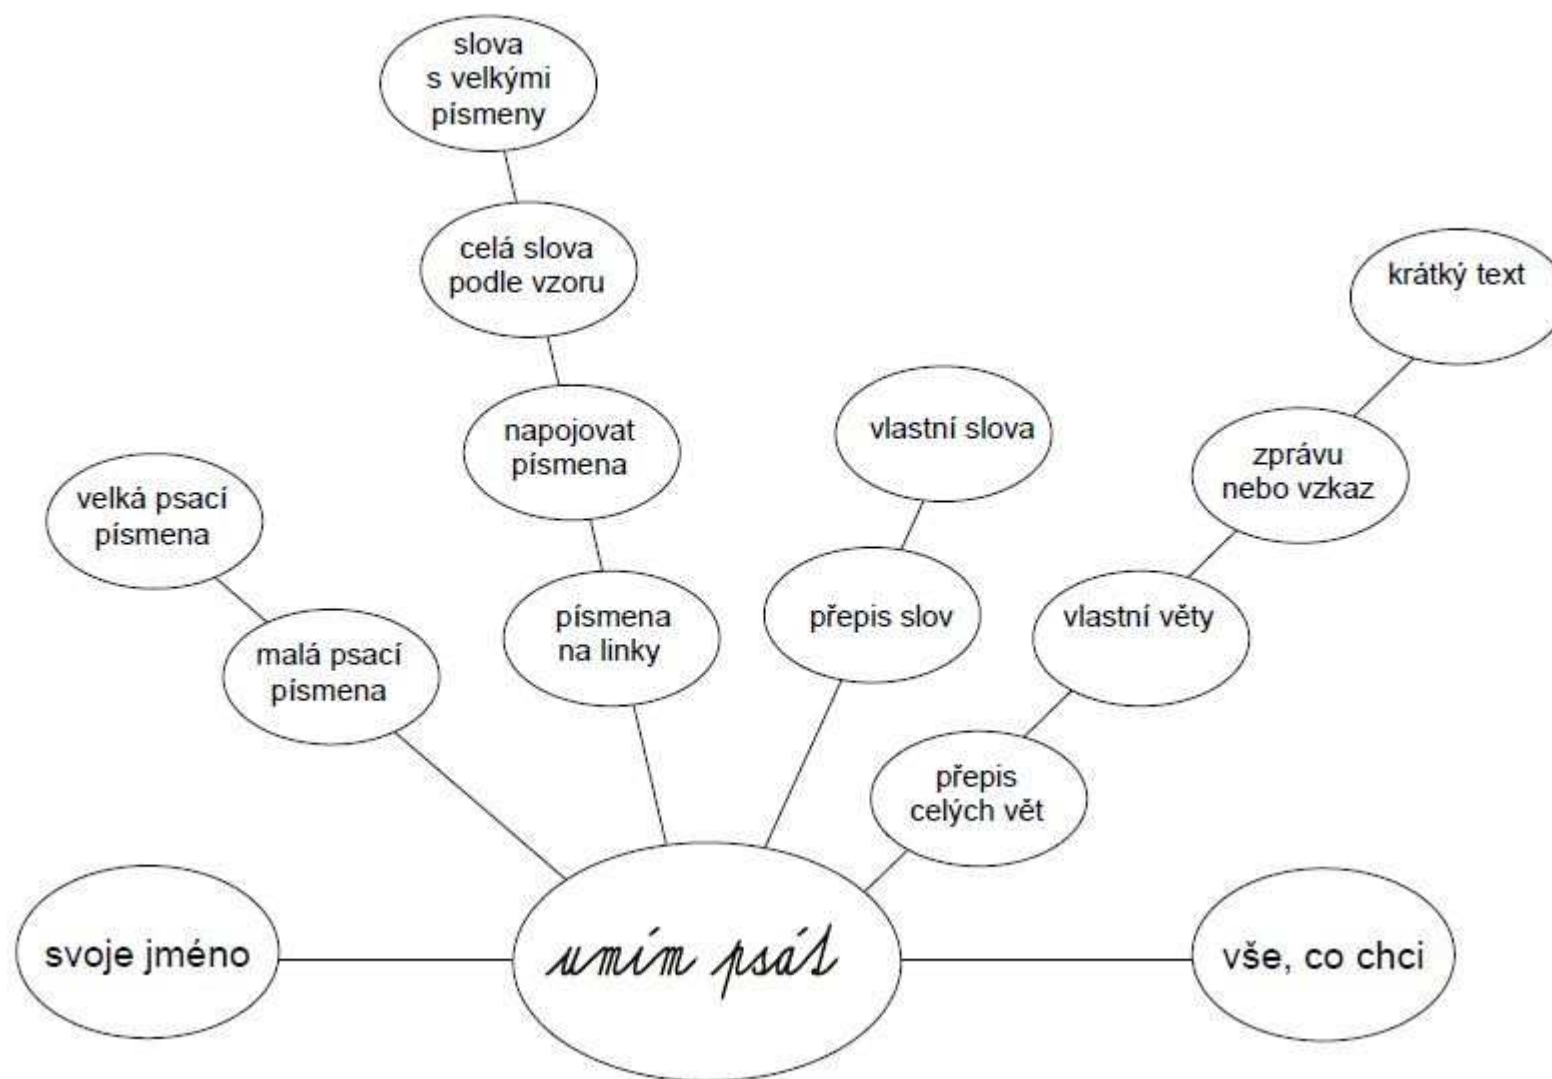 slova
s velkými
písmeny
celá slova
podle vzoru
krátký text
napojovat
písmena
vlastní slova
zprávu
nebo vzkaz
velká psací
písmena
písmena
na linky
přepis slov
vlastní věty
malá psací
písmena
přepis
celých vět
svoje jméno
umím psát
vše, co chci